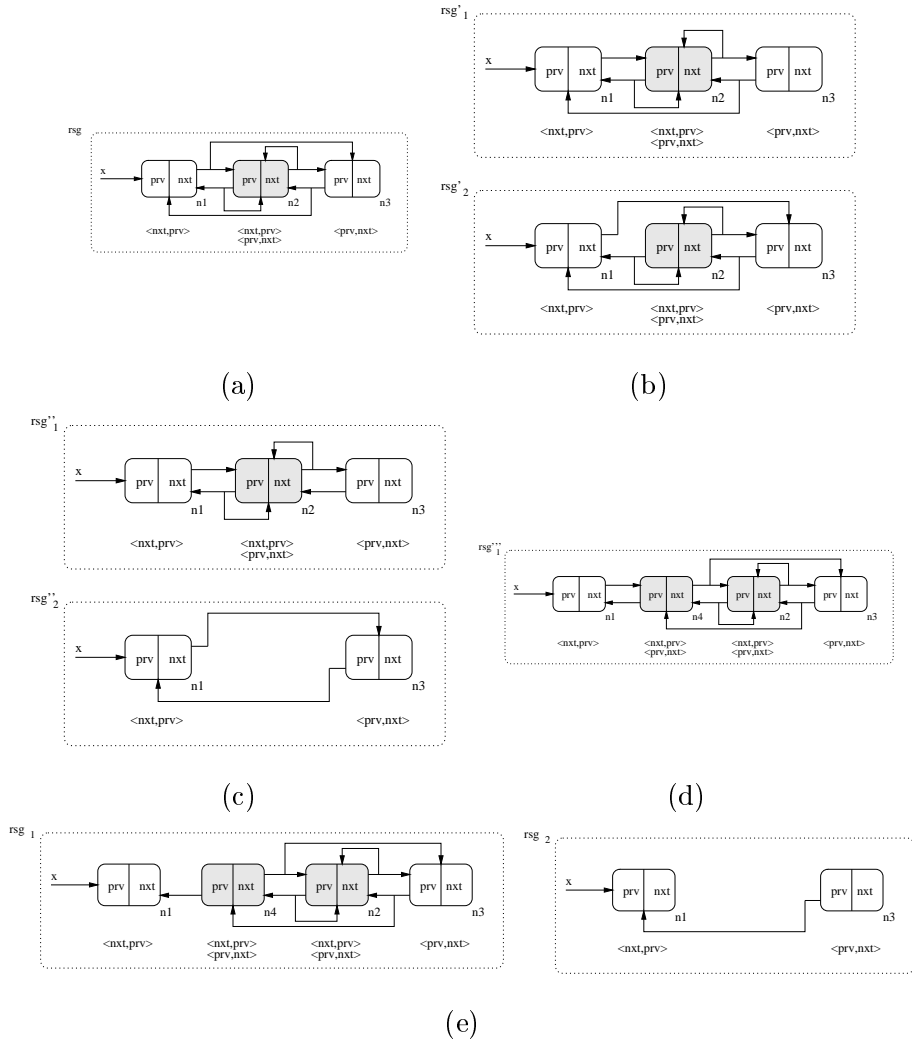 rsg
x
prv nxt prv nxt prv nxt
n1 n2 n3
<nxt,prv> <nxt,prv> <prv,nxt>
<prv,nxt>
(a)
rsg'1
x
prv nxt prv nxt prv nxt
n1 n2 n3
<nxt,prv> <nxt,prv> <prv,nxt>
<prv,nxt>
rsg'2
x
prv nxt prv nxt prv nxt
n1 n2 n3
<nxt,prv> <nxt,prv> <prv,nxt>
<prv,nxt>
(b)
rsg''1
x
prv nxt prv nxt prv nxt
n1 n2 n3
<nxt,prv> <nxt,prv> <prv,nxt>
<prv,nxt>
rsg''2
x
prv nxt prv nxt
n1 n3
<nxt,prv> <prv,nxt>
(c)
rsg'''1
x
prv nxt prv nxt prv nxt prv nxt
n1 n4 n2 n3
<nxt,prv> <nxt,prv> <nxt,prv> <prv,nxt>
<prv,nxt> <prv,nxt>
(d)
rsg 1
x
prv nxt prv nxt prv nxt prv nxt
n1 n4 n2 n3
<nxt,prv> <nxt,prv> <nxt,prv> <prv,nxt>
<prv,nxt> <prv,nxt>
rsg 2
x
prv nxt prv nxt
n1 n3
<nxt,prv> <prv,nxt>
(e)